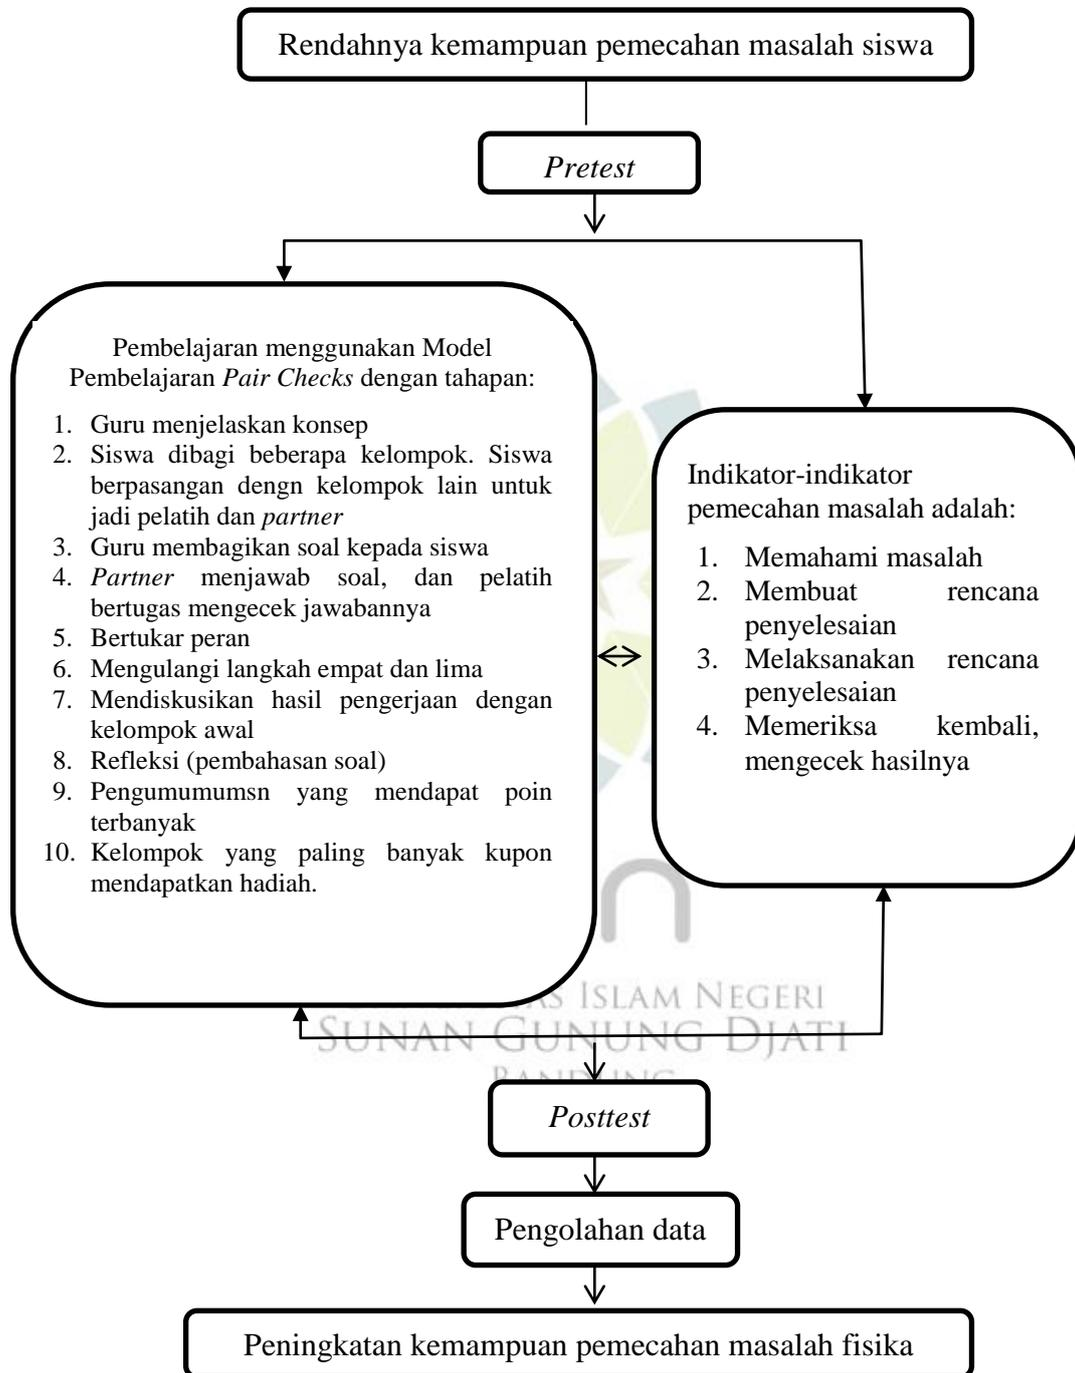 Rendahnya kemampuan pemecahan masalah siswa
Pretest
Pembelajaran menggunakan Model
Pembelajaran Pair Checks dengan tahapan:
1. Guru menjelaskan konsep
2. Siswa dibagi beberapa kelompok. Siswa
berpasangan dengn kelompok lain untuk
jadi pelatih dan partner
3. Guru membagikan soal kepada siswa
4. Partner menjawab soal, dan pelatih
bertugas mengecek jawabannya
5. Bertukar peran
6. Mengulangi langkah empat dan lima
7. Mendiskusikan hasil pengerjaan dengan
kelompok awal
8. Refleksi (pembahasan soal)
9. Pengumumumsn yang mendapat poin
terbanyak
10. Kelompok yang paling banyak kupon
mendapatkan hadiah.
Indikator-indikator
pemecahan masalah adalah:
1. Memahami masalah
2. Membuat rencana
penyelesaian
3. Melaksanakan rencana
penyelesaian
4. Memeriksa kembali,
mengecek hasilnya
ISLAM NEGERI
SUNAN GUNUNG DJATI
Posttest
Pengolahan data
Peningkatan kemampuan pemecahan masalah fisika